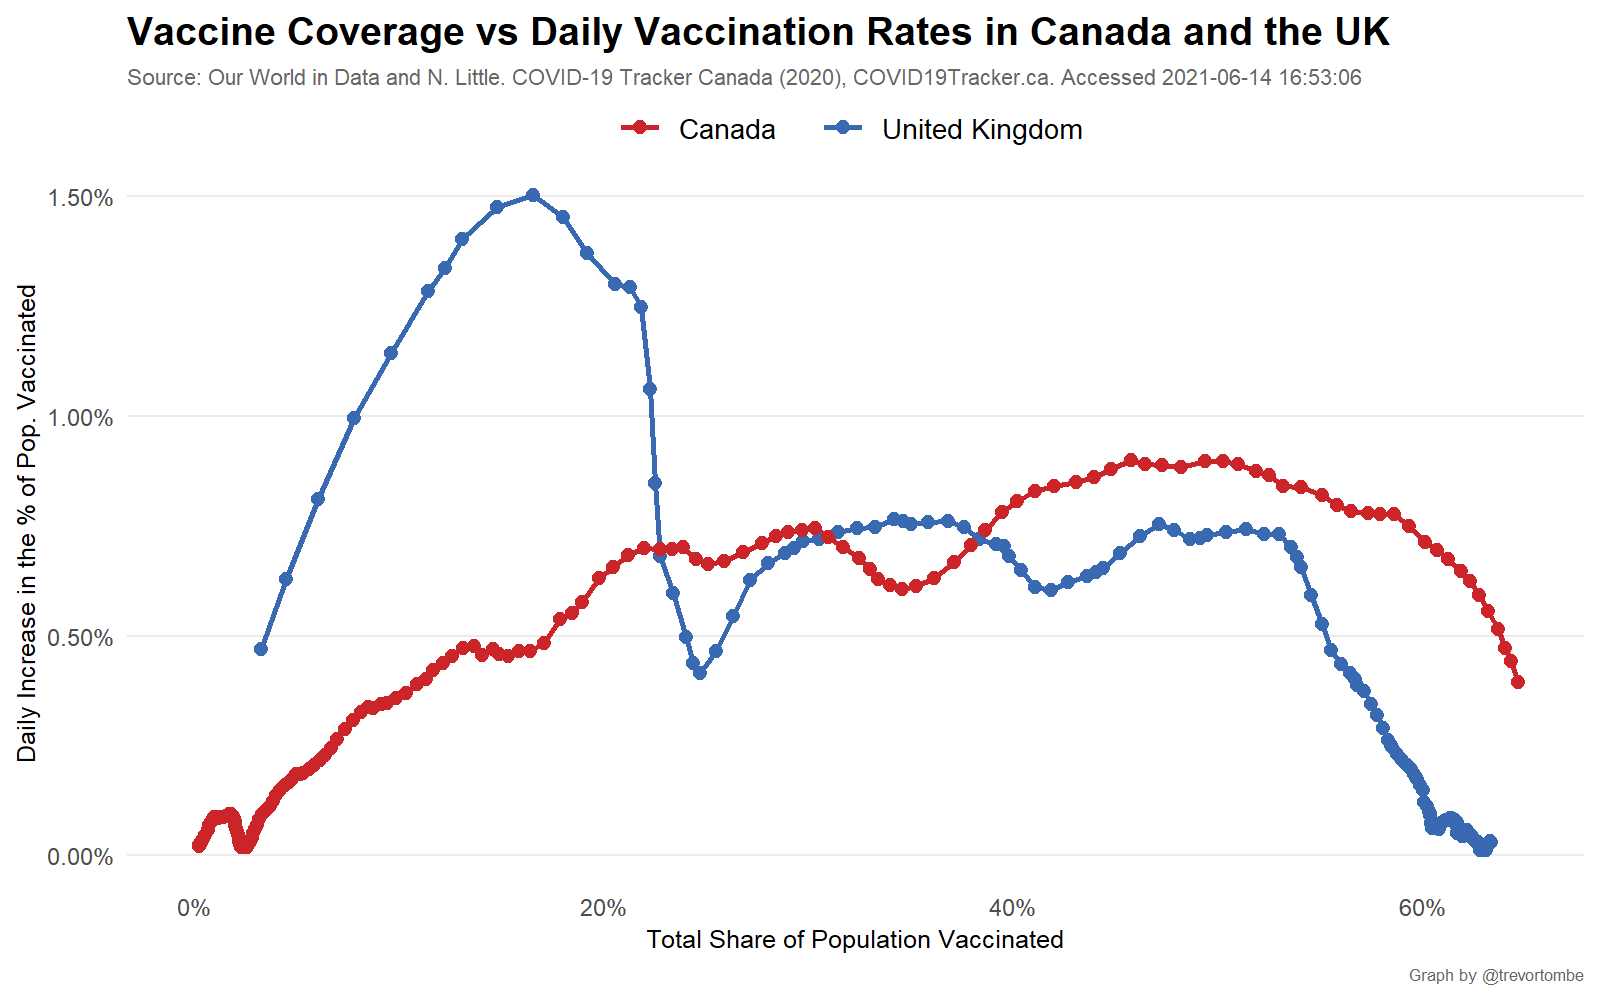 Vaccine Coverage vs Daily Vaccination Rates in Canada and the UK
Source: Our World in Data and N. Little. COVID-19 Tracker Canada (2020), COVID19Tracker.ca. Accessed 2021-06-14 16:53:06
Canada
United Kingdom
Daily Increase in the % of Pop. Vaccinated
1.50%
1.00%
0.50%
0.00%
0%
20%
40%
60%
Total Share of Population Vaccinated
Graph by @trevortombe